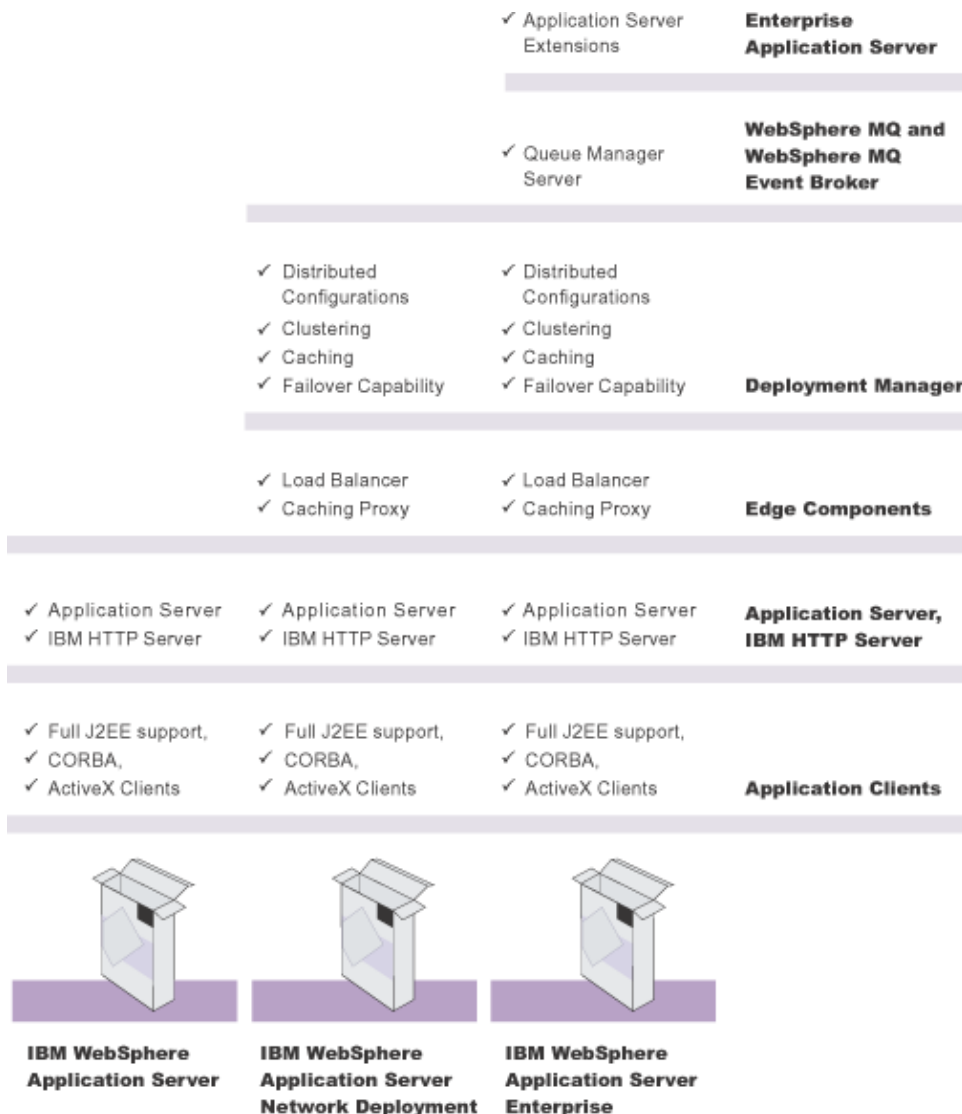 ✓ Application Server
Extensions
Enterprise
Application Server
✓ Queue Manager
Server
WebSphere MQ and
WebSphere MQ
Event Broker
✓ Distributed
Configurations
✓ Clustering
✓ Caching
✓ Failover Capability
✓ Distributed
Configurations
✓ Clustering
✓ Caching
✓ Failover Capability
Deployment Manager
✓ Load Balancer
✓ Caching Proxy
✓ Load Balancer
✓ Caching Proxy
Edge Components
✓ Application Server
✓ IBM HTTP Server
✓ Application Server
✓ IBM HTTP Server
✓ Application Server
✓ IBM HTTP Server
Application Server,
IBM HTTP Server
✓ Full J2EE support,
✓ CORBA,
✓ ActiveX Clients
✓ Full J2EE support,
✓ CORBA,
✓ ActiveX Clients
✓ Full J2EE support,
✓ CORBA,
✓ ActiveX Clients
Application Clients
IBM WebSphere
Application Server
IBM WebSphere
Application Server
Network Deployment
IBM WebSphere
Application Server
Enterprise